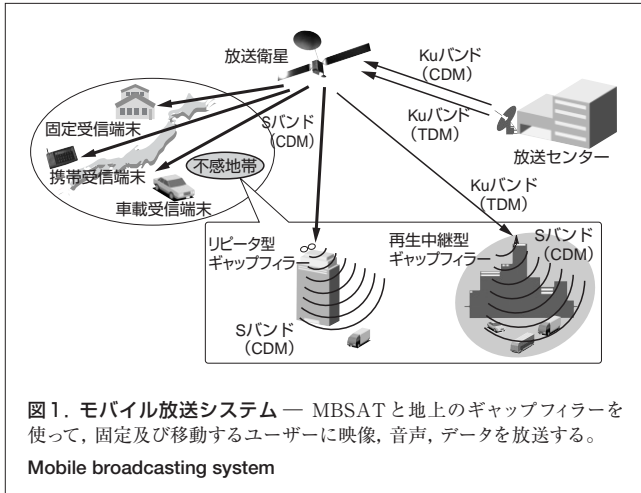 放送衛星
Kuバンド
（CDM）
Kuバンド
（TDM）
放送センター
固定受信端末
携帯受信端末
車載受信端末
不感地帯
Sバンド
（CDM）
Kuバンド
（TDM）
リピータ型
ギャップフィラー
Sバンド
（CDM）
再生中継型
ギャップフィラー
Sバンド
（CDM）
図1．モバイル放送システム — MBSATと地上のギャップフィラーを
使って，固定及び移動するユーザーに映像，音声，データを放送する。
Mobile broadcasting system